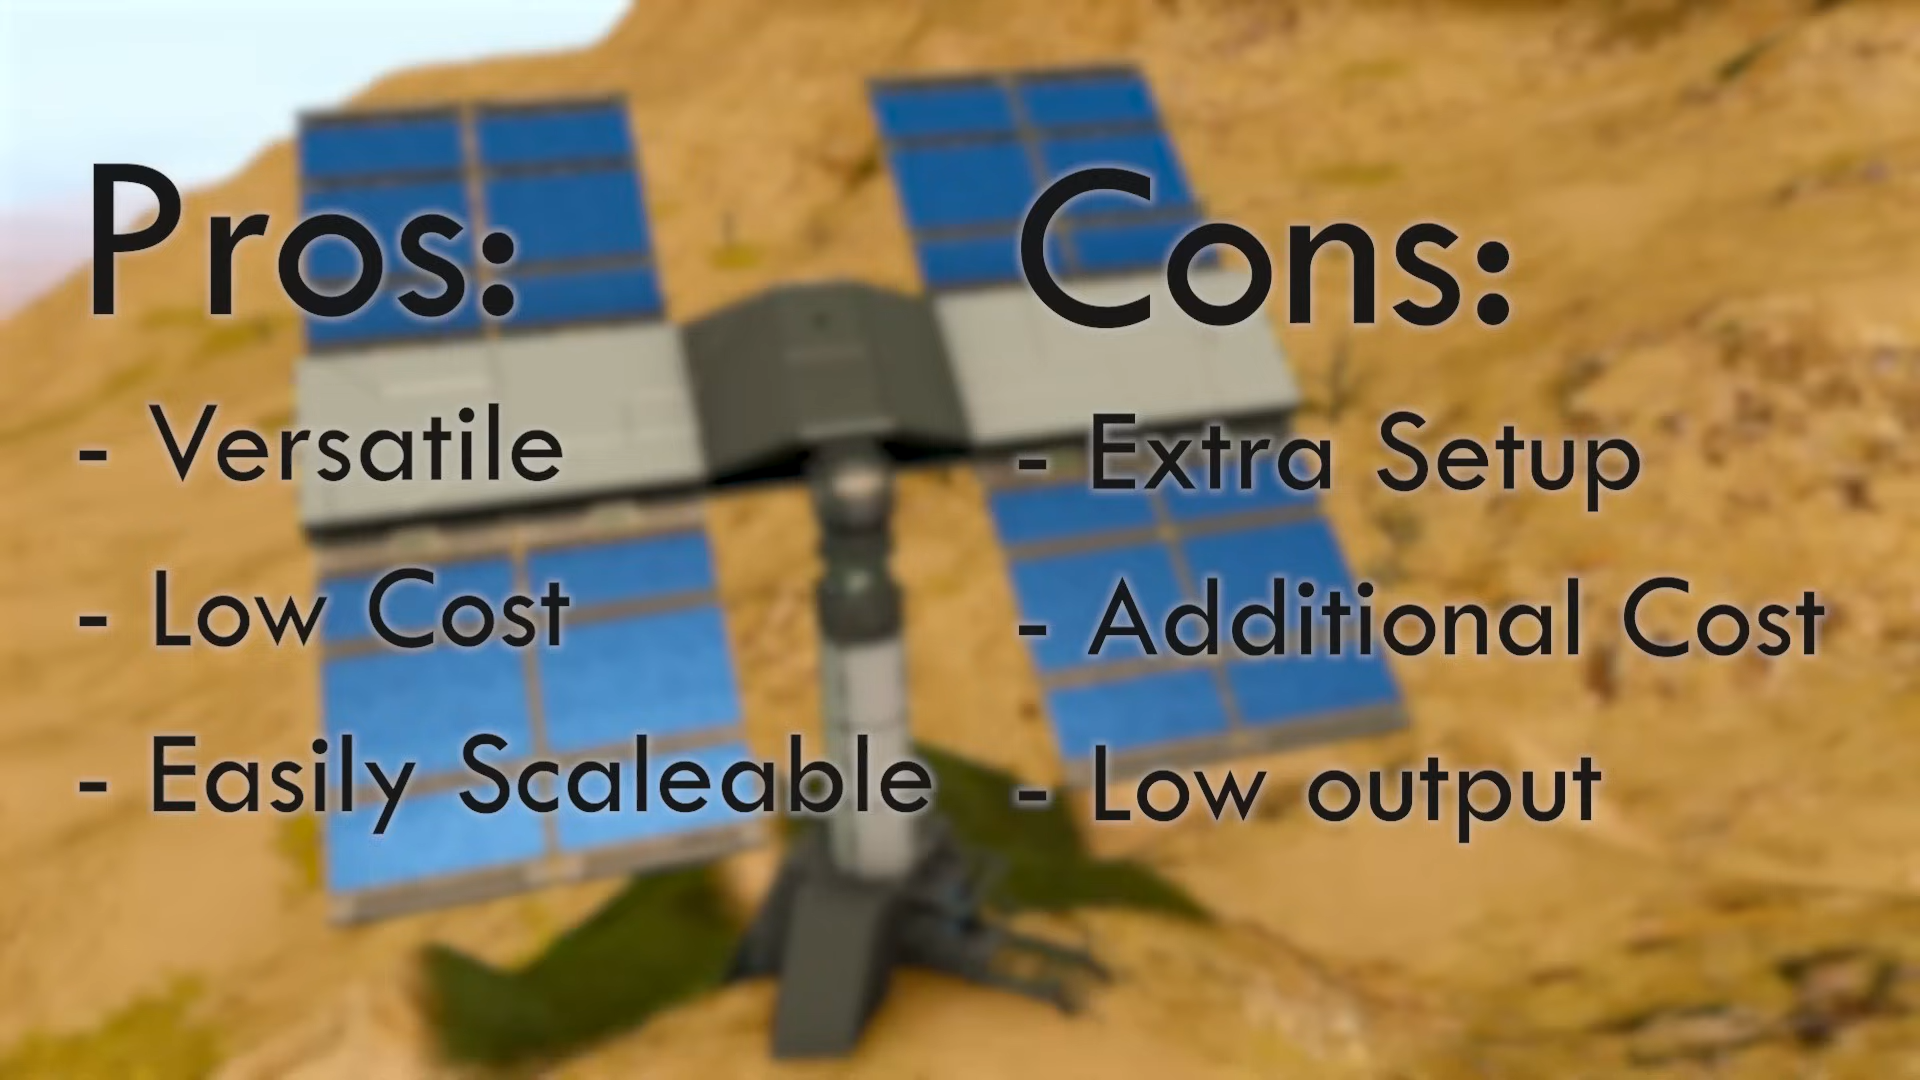 Pros:
- Versatile
- Low Cost
- Easily Scaleable
Cons:
- Extra Setup
- Additional Cost
- Low output